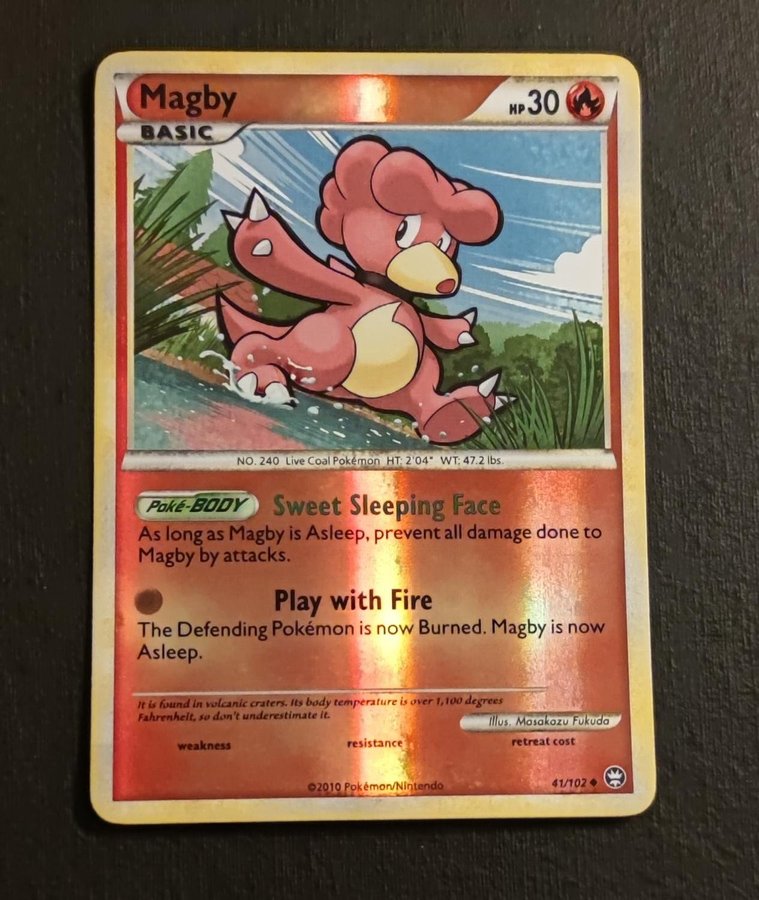 Magby
HP 30
BASIC
NO. 240 Live Coal Pokémon HT: 2'04" WT: 47.2 lbs.
Poké-BODY Sweet Sleeping Face
As long as Magby is Asleep, prevent all damage done to
Magby by attacks.
Play with Fire
The Defending Pokémon is now Burned. Magby is now
Asleep.
It is found in volcanic craters. Its body temperature is over 1,100 degrees
Fahrenheit, so don't underestimate it.
Illus. Masakazu Fukuda
weakness resistance retreat cost
©2010 Pokémon/Nintendo 41/102